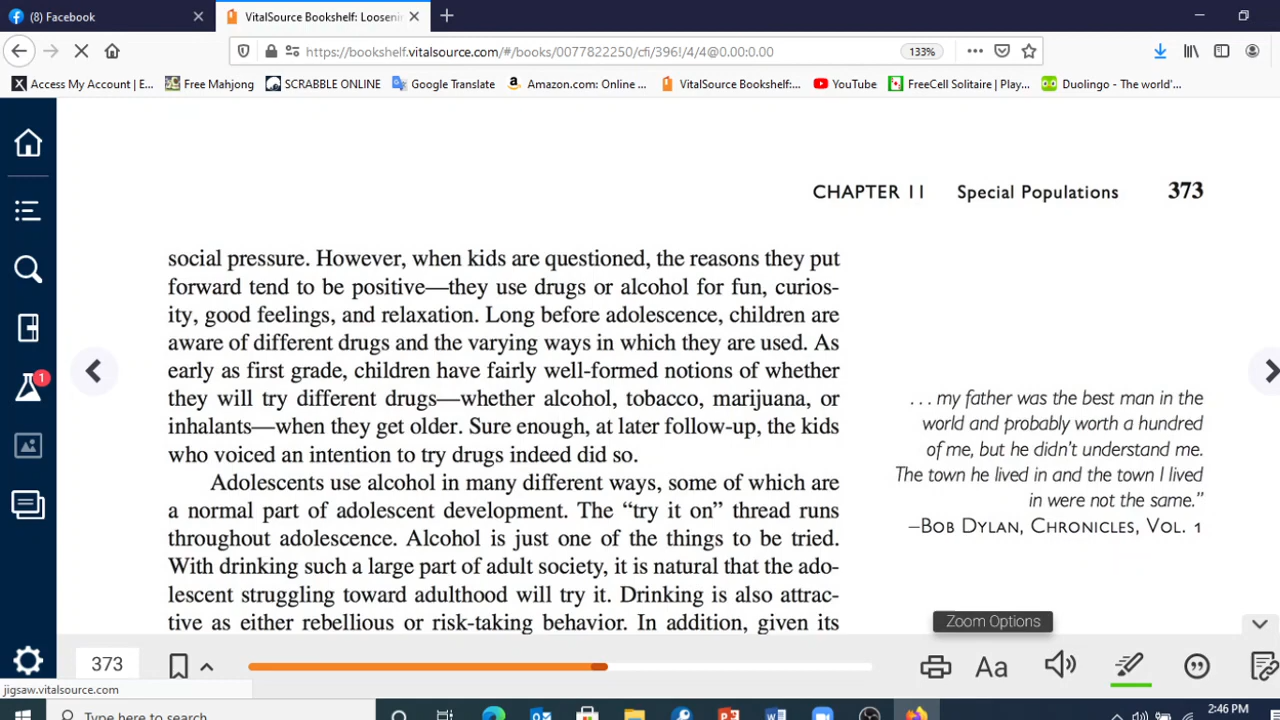 (8) Facebook
VitalSource Bookshelf: Looseni
https://bookshelf.vitalsource.com/#/books/0077822250/cfi/396!/4/4@0.00:0.00
133%
Access My Account | E...
Free Mahjong
SCRABBLE ONLINE
Google Translate
Amazon.com: Online ...
VitalSource Bookshelf:...
YouTube
FreeCell Solitaire | Play...
Duolingo - The world'...
CHAPTER 11 Special Populations 373
social pressure. However, when kids are questioned, the reasons they put
forward tend to be positive—they use drugs or alcohol for fun, curios-
ity, good feelings, and relaxation. Long before adolescence, children are
aware of different drugs and the varying ways in which they are used. As
early as first grade, children have fairly well-formed notions of whether
they will try different drugs—whether alcohol, tobacco, marijuana, or
inhalants—when they get older. Sure enough, at later follow-up, the kids
who voiced an intention to try drugs indeed did so.
Adolescents use alcohol in many different ways, some of which are
a normal part of adolescent development. The “try it on” thread runs
throughout adolescence. Alcohol is just one of the things to be tried.
With drinking such a large part of adult society, it is natural that the ado-
lescent struggling toward adulthood will try it. Drinking is also attrac-
tive as either rebellious or risk-taking behavior. In addition, given its
. . . my father was the best man in the
world and probably worth a hundred
of me, but he didn’t understand me.
The town he lived in and the town I lived
in were not the same.”
–BOB DYLAN, CHRONICLES, VOL. 1
1
Zoom Options
373
Aa
jigsaw.vitalsource.com
Type here to search
2:46 PM